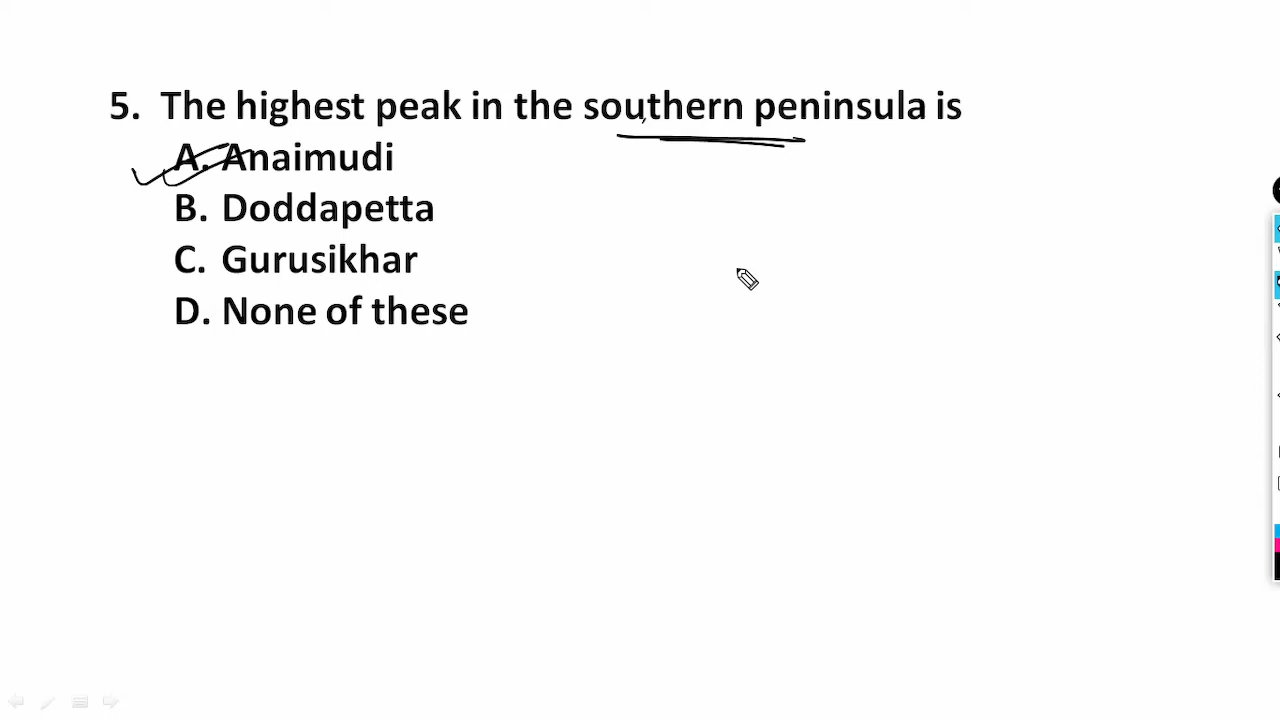 5. The highest peak in the southern peninsula is
A. Anaimudi
B. Doddapetta
C. Gurusikhar
D. None of these